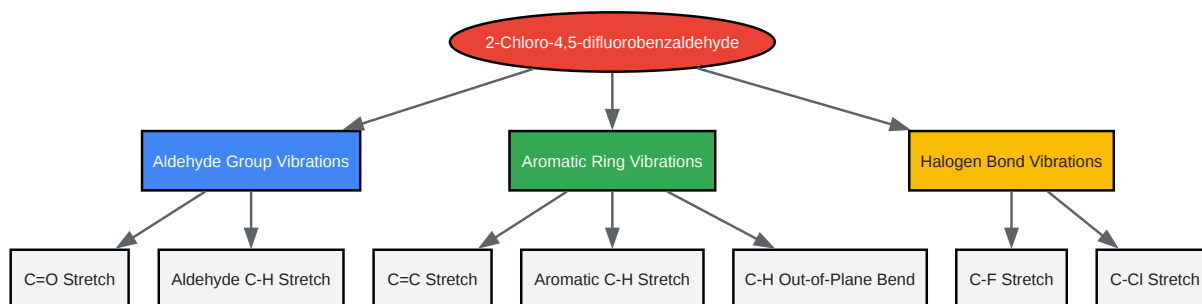 2-Chloro-4,5-difluorobenzaldehyde
Aldehyde Group Vibrations
Aromatic Ring Vibrations
Halogen Bond Vibrations
C=O Stretch
Aldehyde C-H Stretch
C=C Stretch
Aromatic C-H Stretch
C-H Out-of-Plane Bend
C-F Stretch
C-Cl Stretch